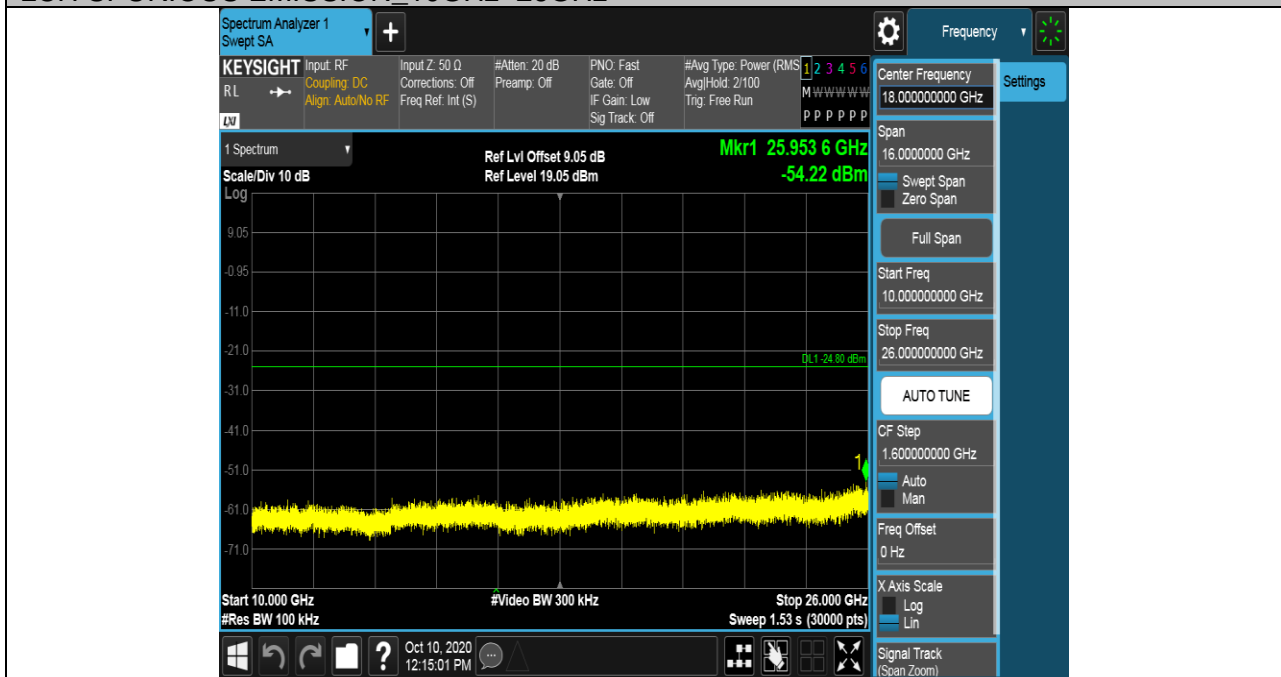 Spectrum Analyzer 1
Swept SA
+
Frequency
KEYSIGHT
RL
LXI
Input: RF
Coupling: DC
Align: Auto/No RF
Input Z: 50 Ω
Corrections: Off
Freq Ref: Int (S)
#Atten: 20 dB
Preamp: Off
PNO: Fast
Gate: Off
IF Gain: Low
Sig Track: Off
#Avg Type: Power (RMS
Avg|Hold: 2/100
Trig: Free Run
1 2 3 4 5 6
M W W W W W
P P P P P P
1 Spectrum
Scale/Div 10 dB
Log
Ref Lvl Offset 9.05 dB
Ref Level 19.05 dBm
Mkr1 25.953 6 GHz
-54.22 dBm
9.05
-0.95
-11.0
-21.0
DL1 -24.80 dBm
-31.0
-41.0
1
-51.0
-61.0
-71.0
Start 10.000 GHz
#Res BW 100 kHz
#Video BW 300 kHz
Stop 26.000 GHz
Sweep 1.53 s (30000 pts)
?
Oct 10, 2020
12:15:01 PM
Center Frequency
18.000000000 GHz
Settings
Span
16.0000000 GHz
Swept Span
Zero Span
Full Span
Start Freq
10.000000000 GHz
Stop Freq
26.000000000 GHz
AUTO TUNE
CF Step
1.600000000 GHz
Auto
Man
Freq Offset
0 Hz
X Axis Scale
Log
Lin
Signal Track
(Span Zoom)